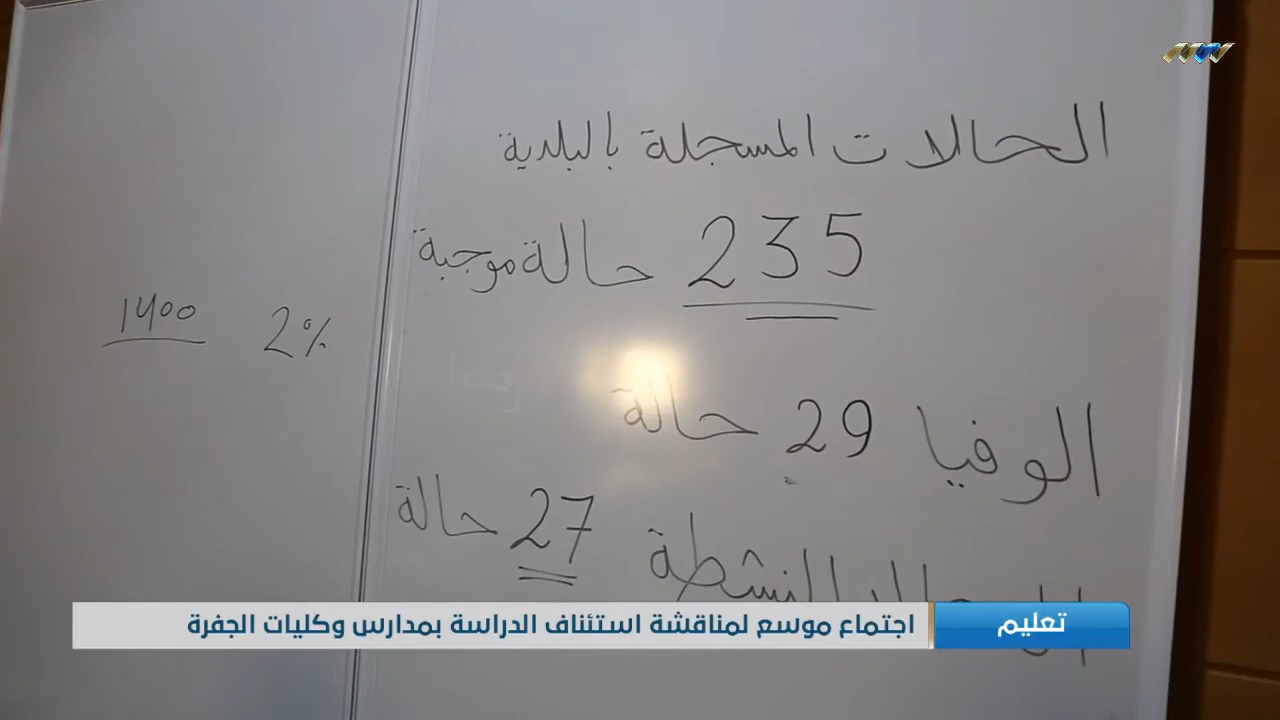 الحالات المسجلة بالبلدية
235 حالة موجبة
الوفيا 29 حالة
النشطة 27 حالة
2%
تعليم
اجتماع موسع لمناقشة استئناف الدراسة بمدارس وكليات الجفرة